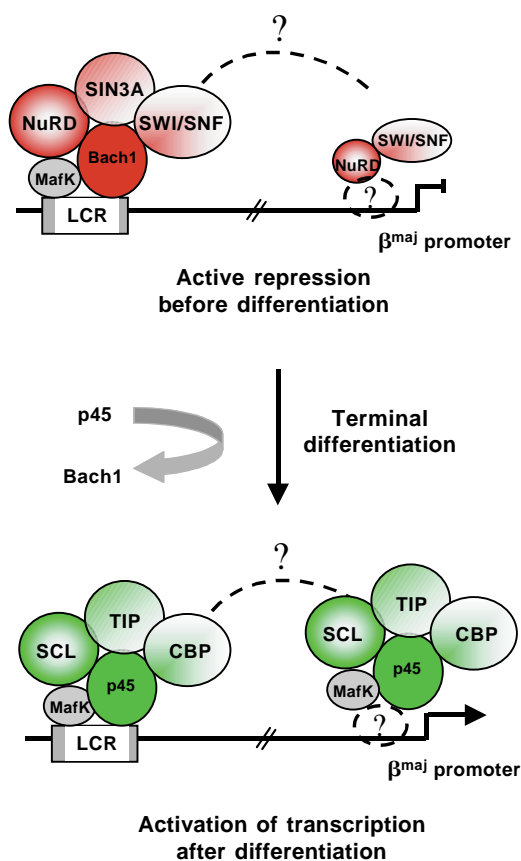 ?
SIN3A
NuRD
SWI/SNF
Bach1
MafK
LCR
//
SWI/SNF
NuRD
?
βmaj promoter
Active repression
before differentiation
p45
Bach1
Terminal
differentiation
?
TIP
SCL
CBP
p45
MafK
LCR
//
TIP
SCL
CBP
p45
MafK
?
βmaj promoter
Activation of transcription
after differentiation